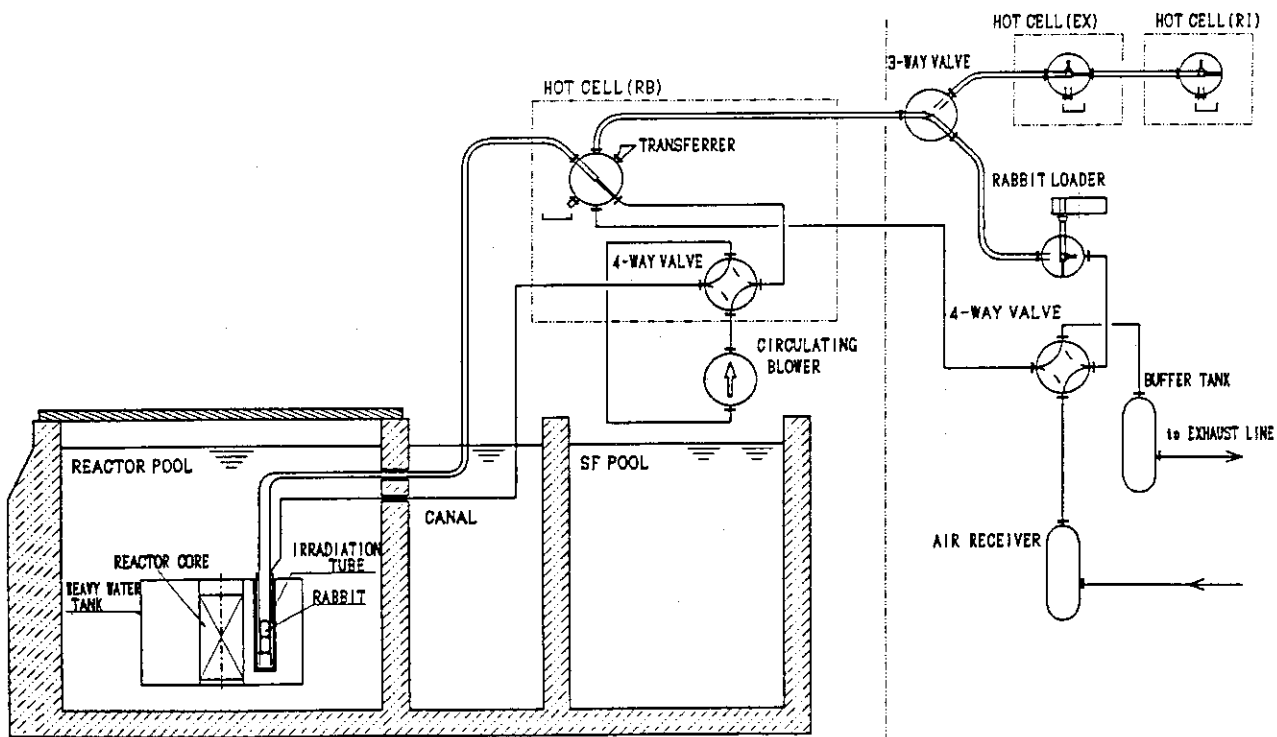 HOT CELL(EX)
HOT CELL(RI)
3-WAY VALVE
HOT CELL(RB)
TRANSFERRER
RABBIT LOADER
4-WAY VALVE
4-WAY VALVE
CIRCULATING
BLOWER
BUFFER TANK
to EXHAUST LINE
REACTOR POOL
SF POOL
CANAL
AIR RECEIVER
REACTOR CORE
IRRADIATION
TUBE
HEAVY WATER
TANK
RABBIT